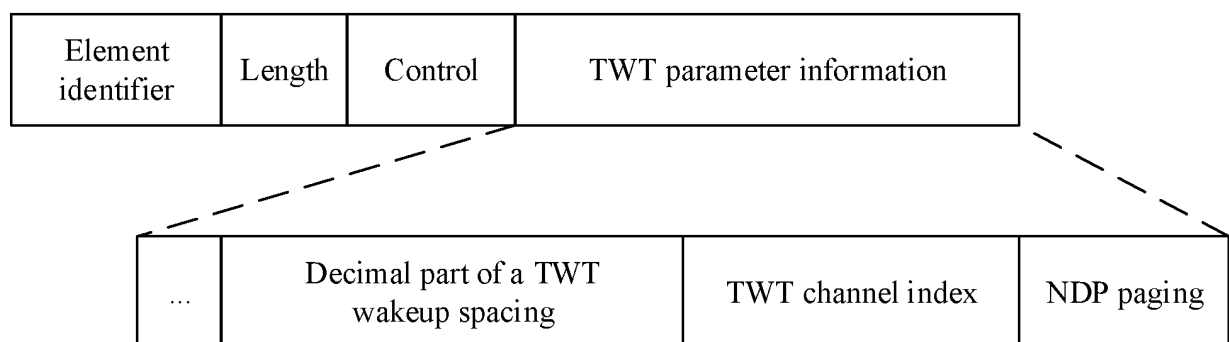 Element
identifier
Length
Control
TWT parameter information
...
Decimal part of a TWT
wakeup spacing
TWT channel index
NDP paging